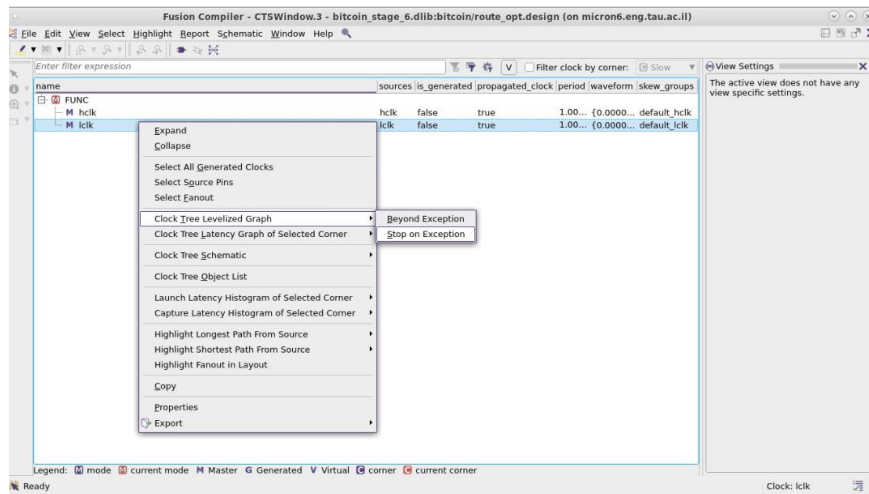 Fusion Compiler - CTSWindow.3 - bitcoin_stage_6.dlib:bitcoin/route_opt.design (on micron6.eng.tau.ac.il)
File Edit View Select Highlight Report Schematic Window Help
Enter filter expression
V
Filter clock by corner: Slow
View Settings
name sources is_generated propagated_clock period waveform skew_groups
The active view does not have any
view specific settings.
FUNC
M hclk hclk false true 1.00... {0.0000... default_hclk
M lclk lclk false true 1.00... {0.0000... default_lclk
Expand
Collapse
Select All Generated Clocks
Select Source Pins
Select Fanout
Clock Tree Levelized Graph
Beyond Exception
Clock Tree Latency Graph of Selected Corner
Stop on Exception
Clock Tree Schematic
Clock Tree Object List
Launch Latency Histogram of Selected Corner
Capture Latency Histogram of Selected Corner
Highlight Longest Path From Source
Highlight Shortest Path From Source
Highlight Fanout in Layout
Copy
Properties
Export
Legend: mode current mode M Master G Generated V Virtual C corner C current corner
Ready
Clock: lclk